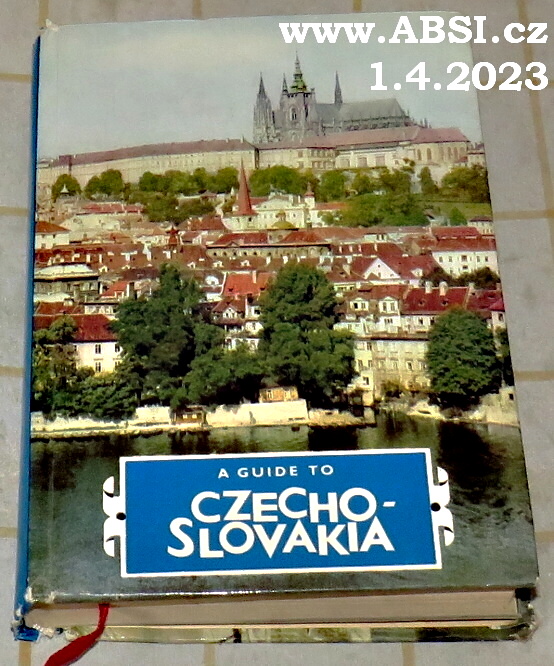 www.ABSI.cz
1.4.2023
A GUIDE TO
CZECHO-
SLOVAKIA